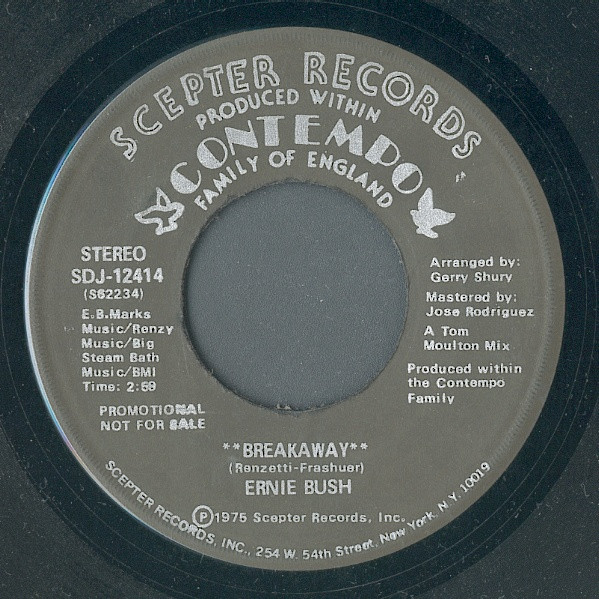 SCEPTER RECORDS
PRODUCED WITHIN
CONTEMPO
FAMILY OF ENGLAND
STEREO
SDJ-12414
(S62234)
E.B.Marks
Music/Renzy
Music/Big
Steam Bath
Music/BMI
Time: 2:59
PROMOTIONAL
NOT FOR SALE
Arranged by:
Gerry Shury
Mastered by:
Jose Rodriguez
A Tom
Moulton Mix
Produced within
the Contempo
Family
**BREAKAWAY**
(Renzetti-Frashuer)
ERNIE BUSH
Ⓟ1975 Scepter Records, Inc.
SCEPTER RECORDS, INC., 254 W. 54th Street, New York, N.Y. 10019